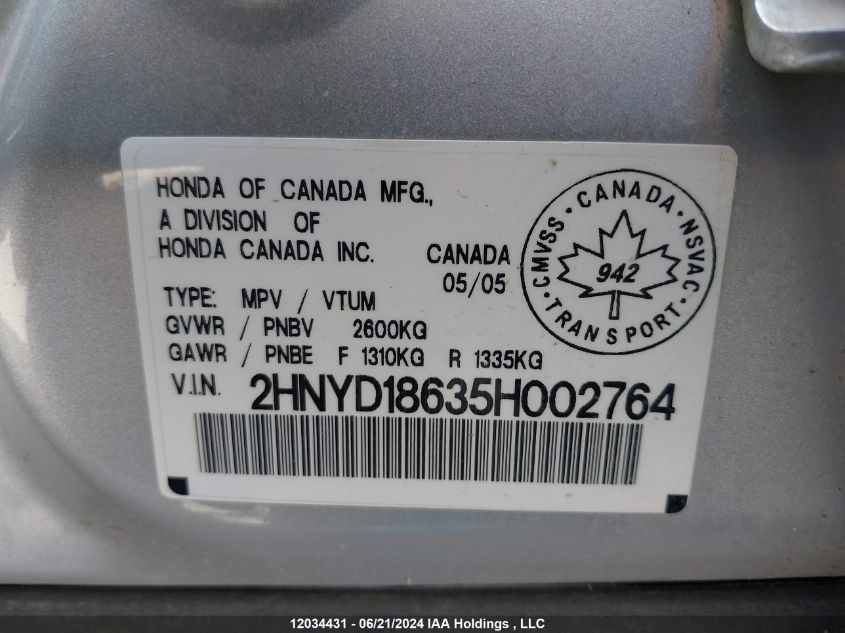 HONDA OF CANADA MFG.,
A DIVISION OF
HONDA CANADA INC.
CANADA
05/05
TYPE: MPV / VTUM
GVWR / PNBV 2600KG
GAWR / PNBE F 1310KG R 1335KG
V.I.N. 2HNYD18635H002764
CMVSS · CANADA · NSVAC · TRANSPORT ·
942
12034431 - 06/21/2024 IAA Holdings , LLC